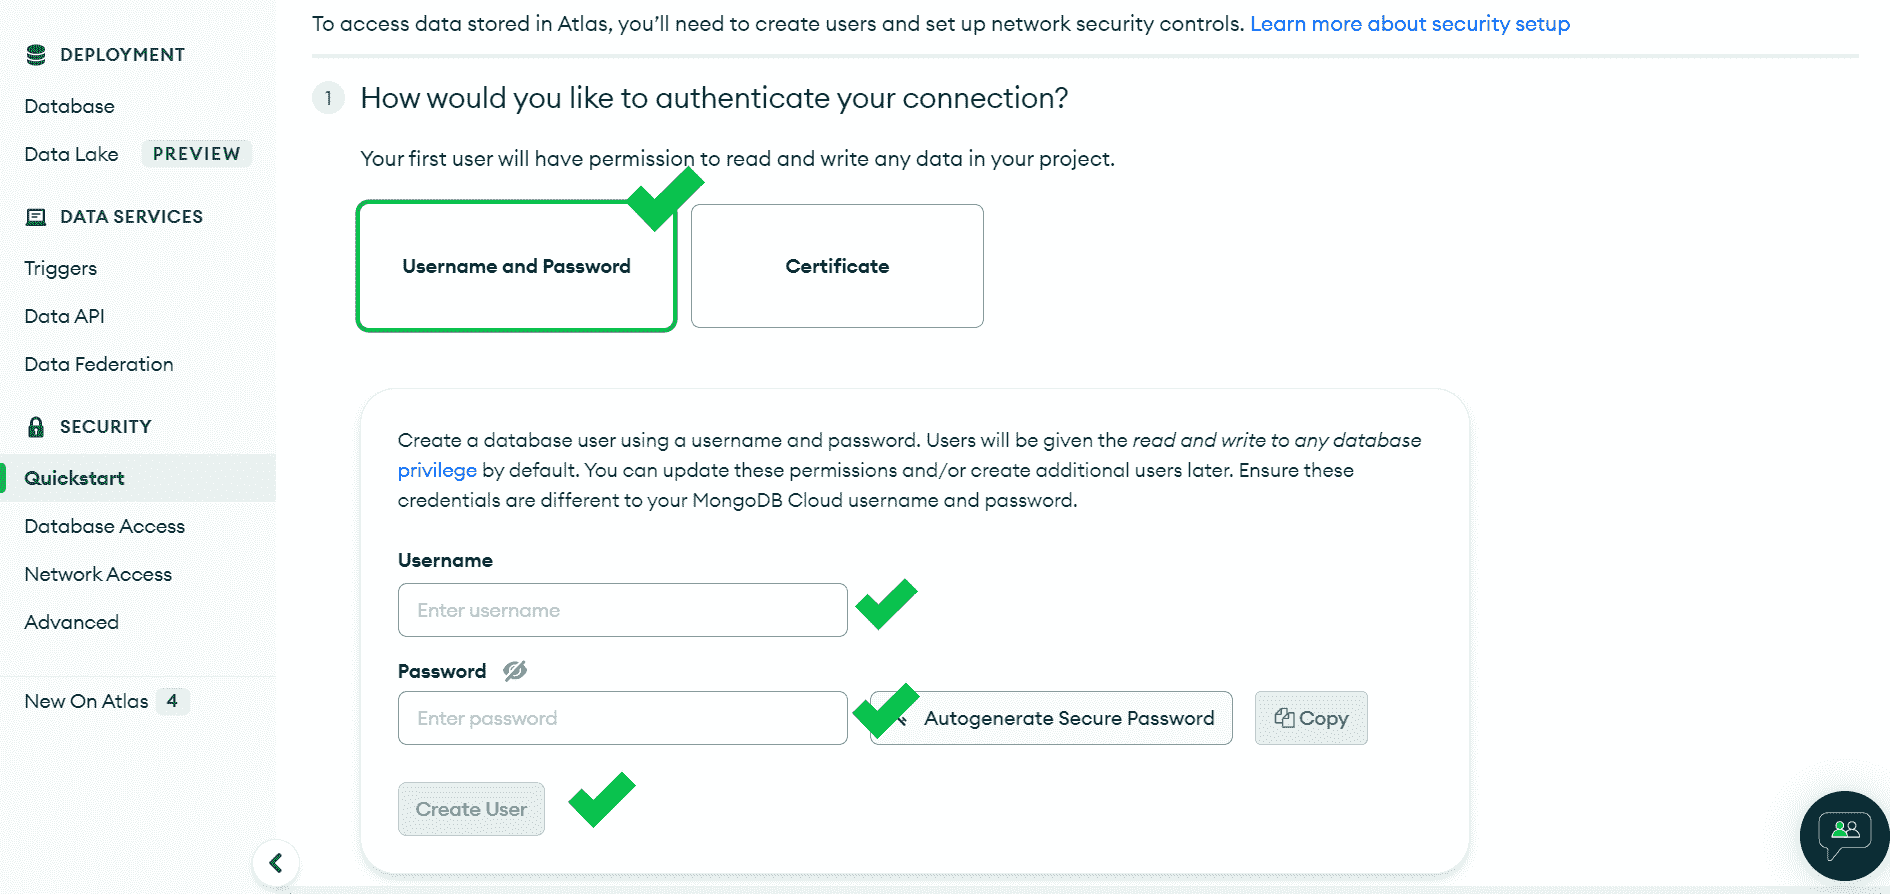 To access data stored in Atlas, you'll need to create users and set up network security controls. Learn more about security setup
DEPLOYMENT
Database
Data Lake PREVIEW
DATA SERVICES
Triggers
Data API
Data Federation
SECURITY
Quickstart
Database Access
Network Access
Advanced
New On Atlas 4
1 How would you like to authenticate your connection?
Your first user will have permission to read and write any data in your project.
Username and Password
Certificate
Create a database user using a username and password. Users will be given the read and write to any database
privilege by default. You can update these permissions and/or create additional users later. Ensure these
credentials are different to your MongoDB Cloud username and password.
Username
Enter username
Password
Enter password
Autogenerate Secure Password
Copy
Create User